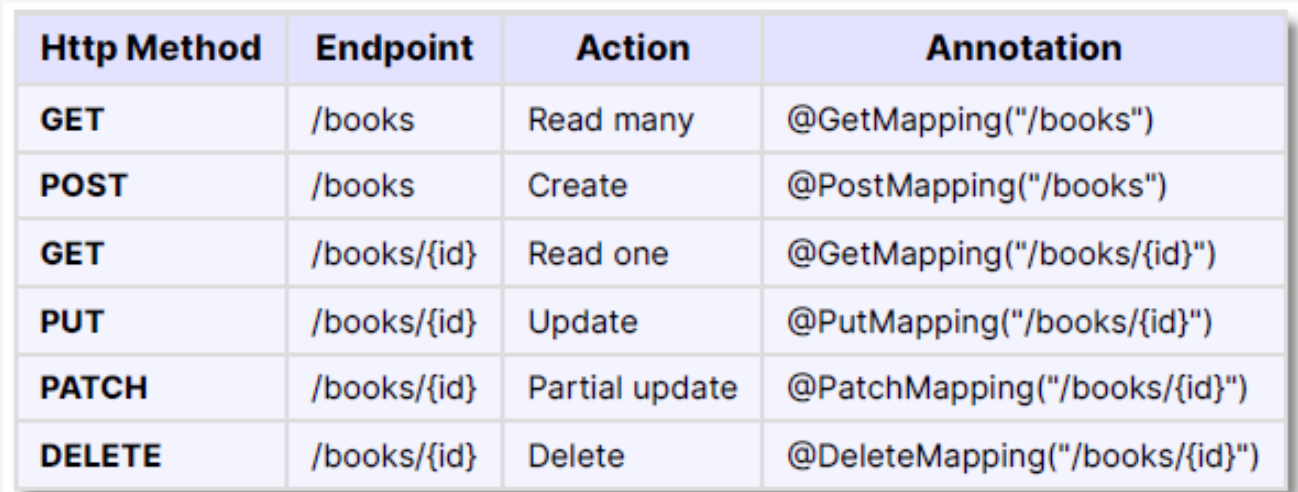 Http Method Endpoint Action Annotation
GET /books Read many @GetMapping("/books")
POST /books Create @PostMapping("/books")
GET /books/{id} Read one @GetMapping("/books/{id}")
PUT /books/{id} Update @PutMapping("/books/{id}")
PATCH /books/{id} Partial update @PatchMapping("/books/{id}")
DELETE /books/{id} Delete @DeleteMapping("/books/{id}")